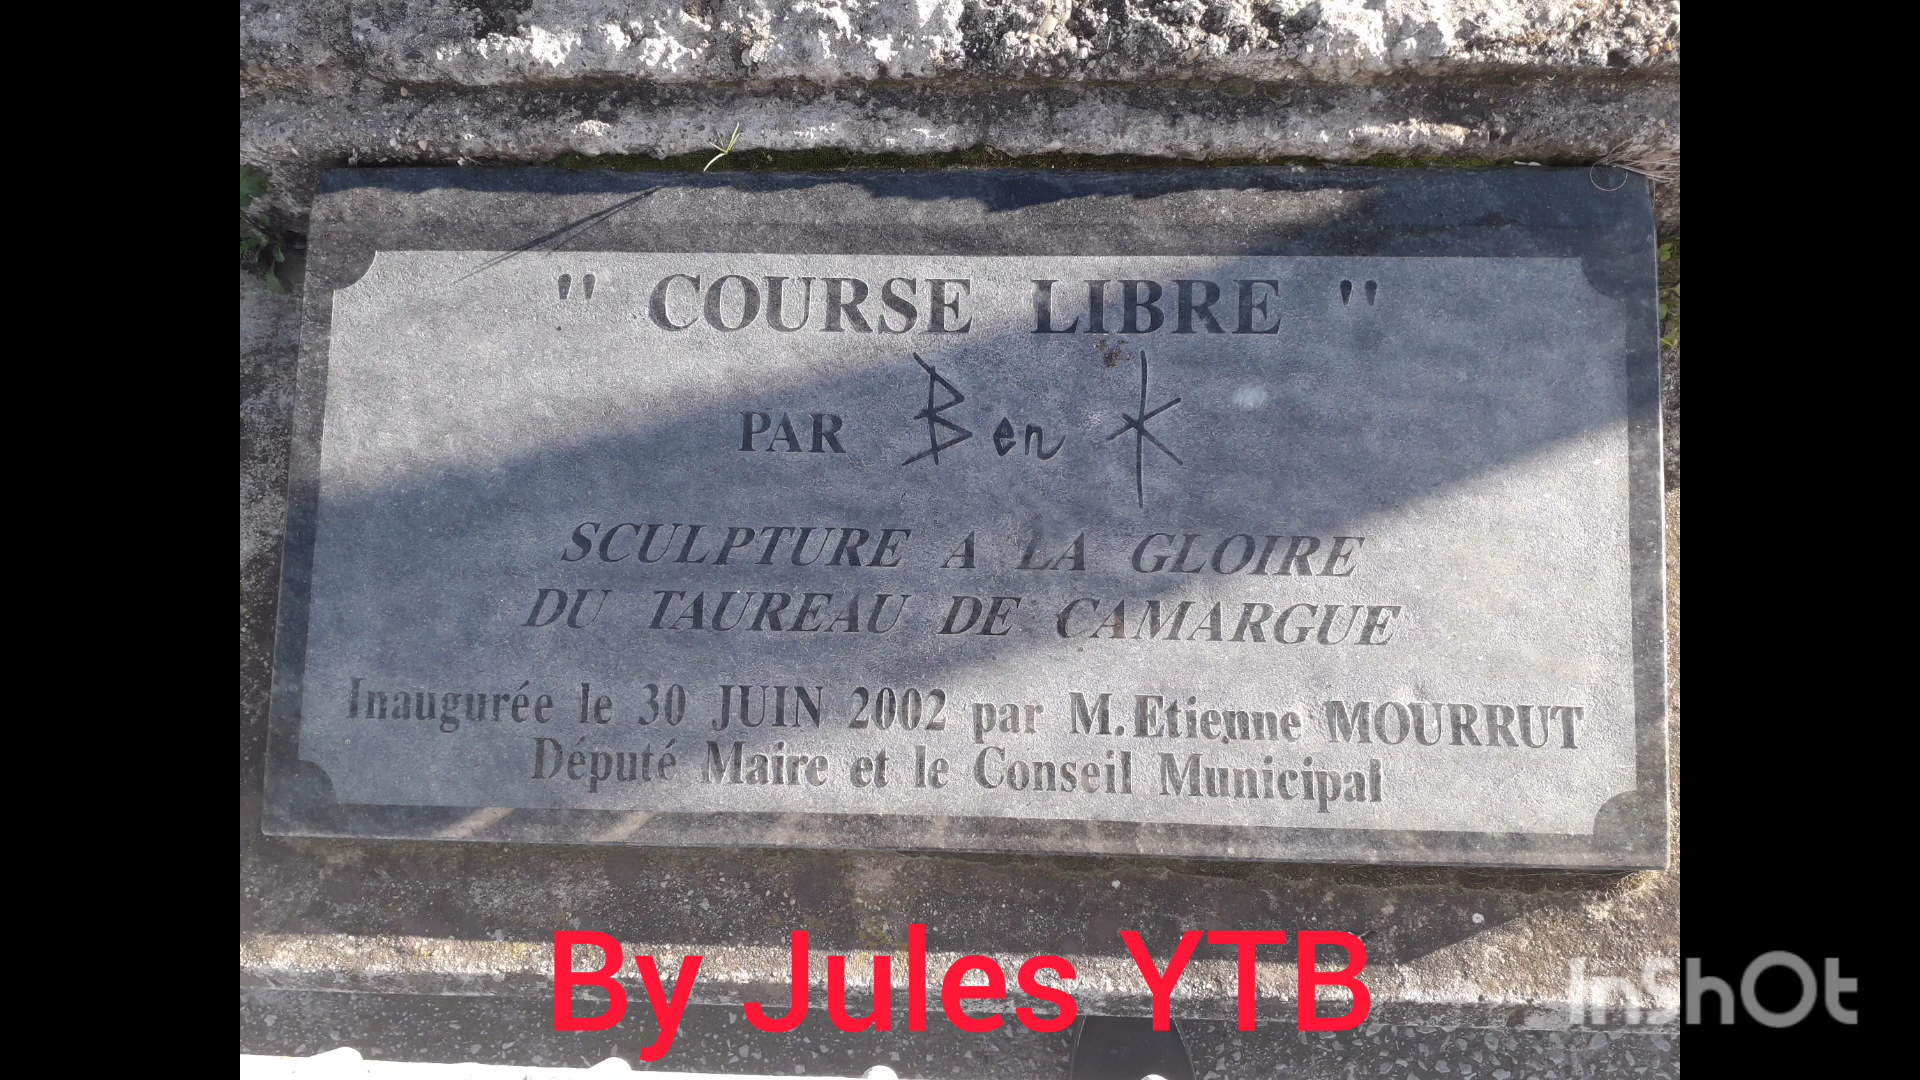 " COURSE LIBRE "
PAR Ben K
SCULPTURE A LA GLOIRE
DU TAUREAU DE CAMARGUE
Inaugurée le 30 JUIN 2002 par M.Etienne MOURRUT
Député Maire et le Conseil Municipal
By Jules YTB
InShOt